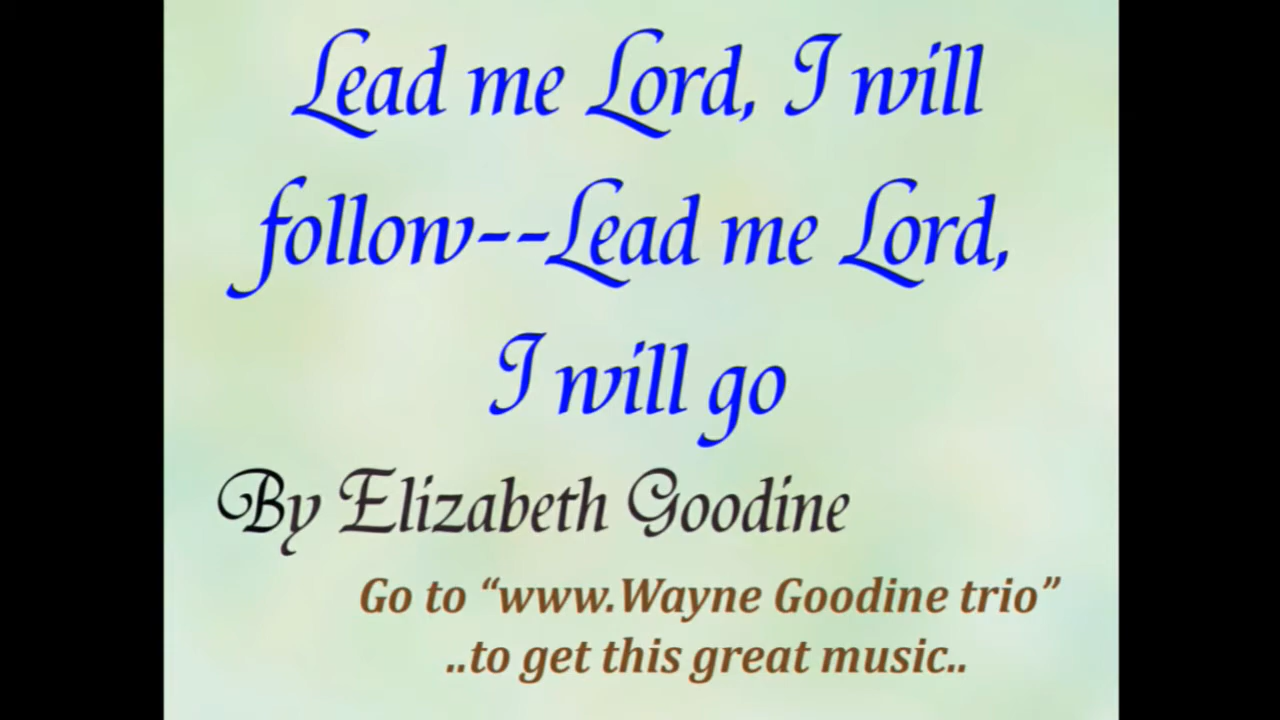 Lead me Lord, I will
follow--Lead me Lord,
I will go
By Elizabeth Goodine
Go to “www.Wayne Goodine trio”
..to get this great music..